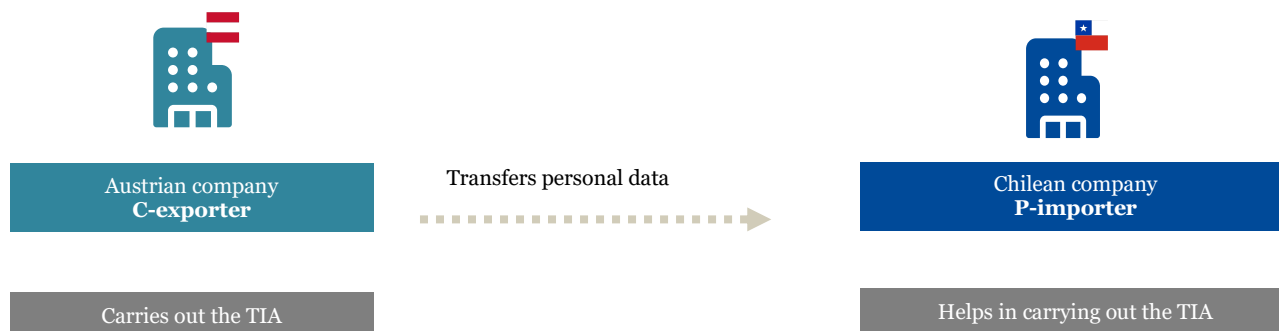 Austrian company
C-exporter
Transfers personal data
Chilean company
P-importer
Carries out the TIA
Helps in carrying out the TIA